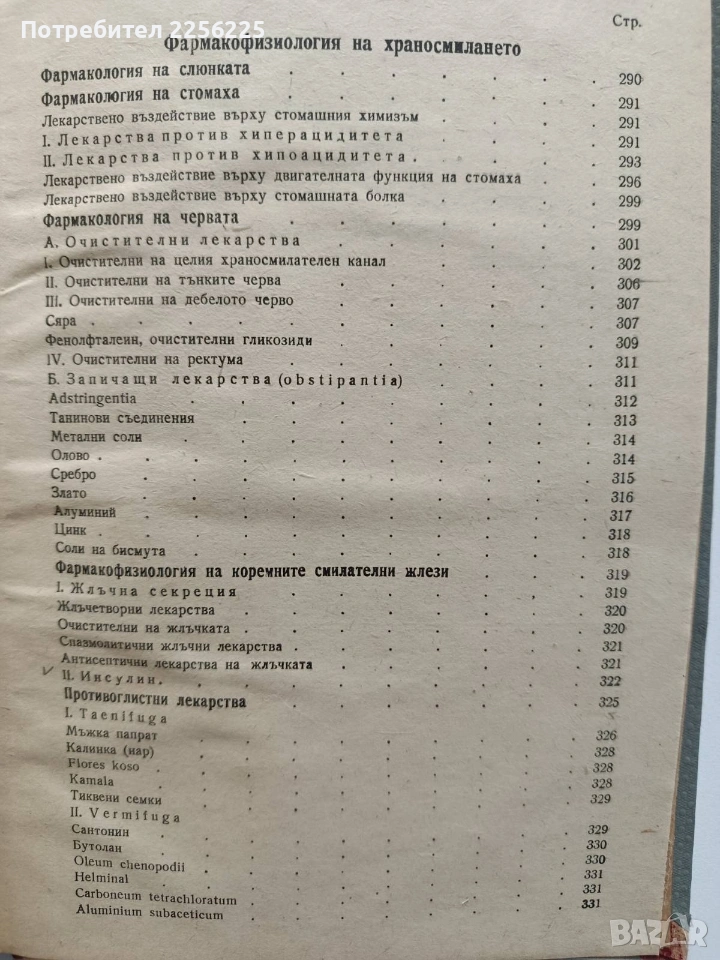 Потребител 2256225
Стр.
Фармакофизиология на храносмилането
Фармакология на слюнката . . . . . . . 290
Фармакология на стомаха . . . . . . . 291
Лекарствено въздействие върху стомашния химизъм . . . . 291
I. Лекарства против хиперацидитета . . . . 291
II. Лекарства против хипоацидитета . . . . 293
Лекарствено въздействие върху двигателната функция на стомаха . . 296
Лекарствено въздействие върху стомашната болка . . . . 299
Фармакология на червата . . . . . . . 299
А. Очистителни лекарства . . . . . . 301
I. Очистителни на целия храносмилателен канал . . . . 302
II. Очистителни на тънките черва . . . . . . 306
III. Очистителни на дебелото черво . . . . . . 307
Сяра . . . . . . . . . . . 307
Фенолфталеин, очистителни гликозиди . . . . . . 309
IV. Очистителни на ректума . . . . . . . 311
Б. Запичащи лекарства (obstipantia) . . . . 311
Adstringentia . . . . . . . . . 312
Танинови съединения . . . . . . . . 313
Метални соли . . . . . . . . . 314
Олово . . . . . . . . . . . 314
Сребро . . . . . . . . . . 315
Злато . . . . . . . . . . 316
Алуминий . . . . . . . . . 317
Цинк . . . . . . . . . . . 318
Соли на бисмута . . . . . . . . 318
Фармакофизиология на коремните смилателни жлези . . . 319
I. Жлъчна секреция . . . . . . . 319
Жлъчетворни лекарства . . . . . . . 320
Очистителни на жлъчката . . . . . . . 320
Спазмолитични жлъчни лекарства . . . . . . 321
Антисептични лекарства на жлъчката . . . . . 321
II. Инсулин . . . . . . . . . 322
Противоглистни лекарства . . . . . . . 325
I. Taenifuga
Мъжка папрат . . . . . . . . . 326
Калинка (нар) . . . . . . . . . 328
Flores koso . . . . . . . . . 328
Kamala . . . . . . . . . . 328
Тиквени семки . . . . . . . . . 329
II. Vermifuga
Сантонин . . . . . . . . . 329
Бутолан . . . . . . . . . . 330
Oleum chenopodii . . . . . . . . 330
Helminal . . . . . . . . . 331
Carboneum tetrachloratum . . . . . . . 331
Aluminium subaceticum . . . . . . . 331
BAZAR
bg